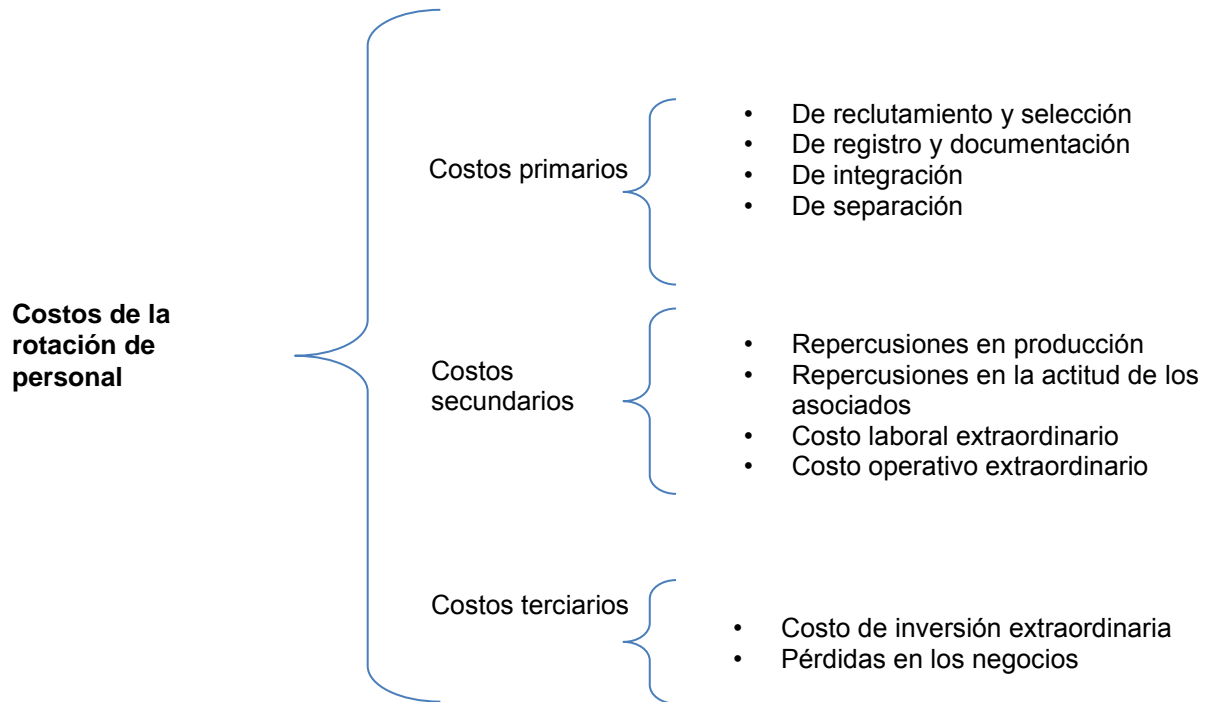 Costos de la
rotación de
personal
Costos primarios
• De reclutamiento y selección
• De registro y documentación
• De integración
• De separación
Costos
secundarios
• Repercusiones en producción
• Repercusiones en la actitud de los
asociados
• Costo laboral extraordinario
• Costo operativo extraordinario
Costos terciarios
• Costo de inversión extraordinaria
• Pérdidas en los negocios